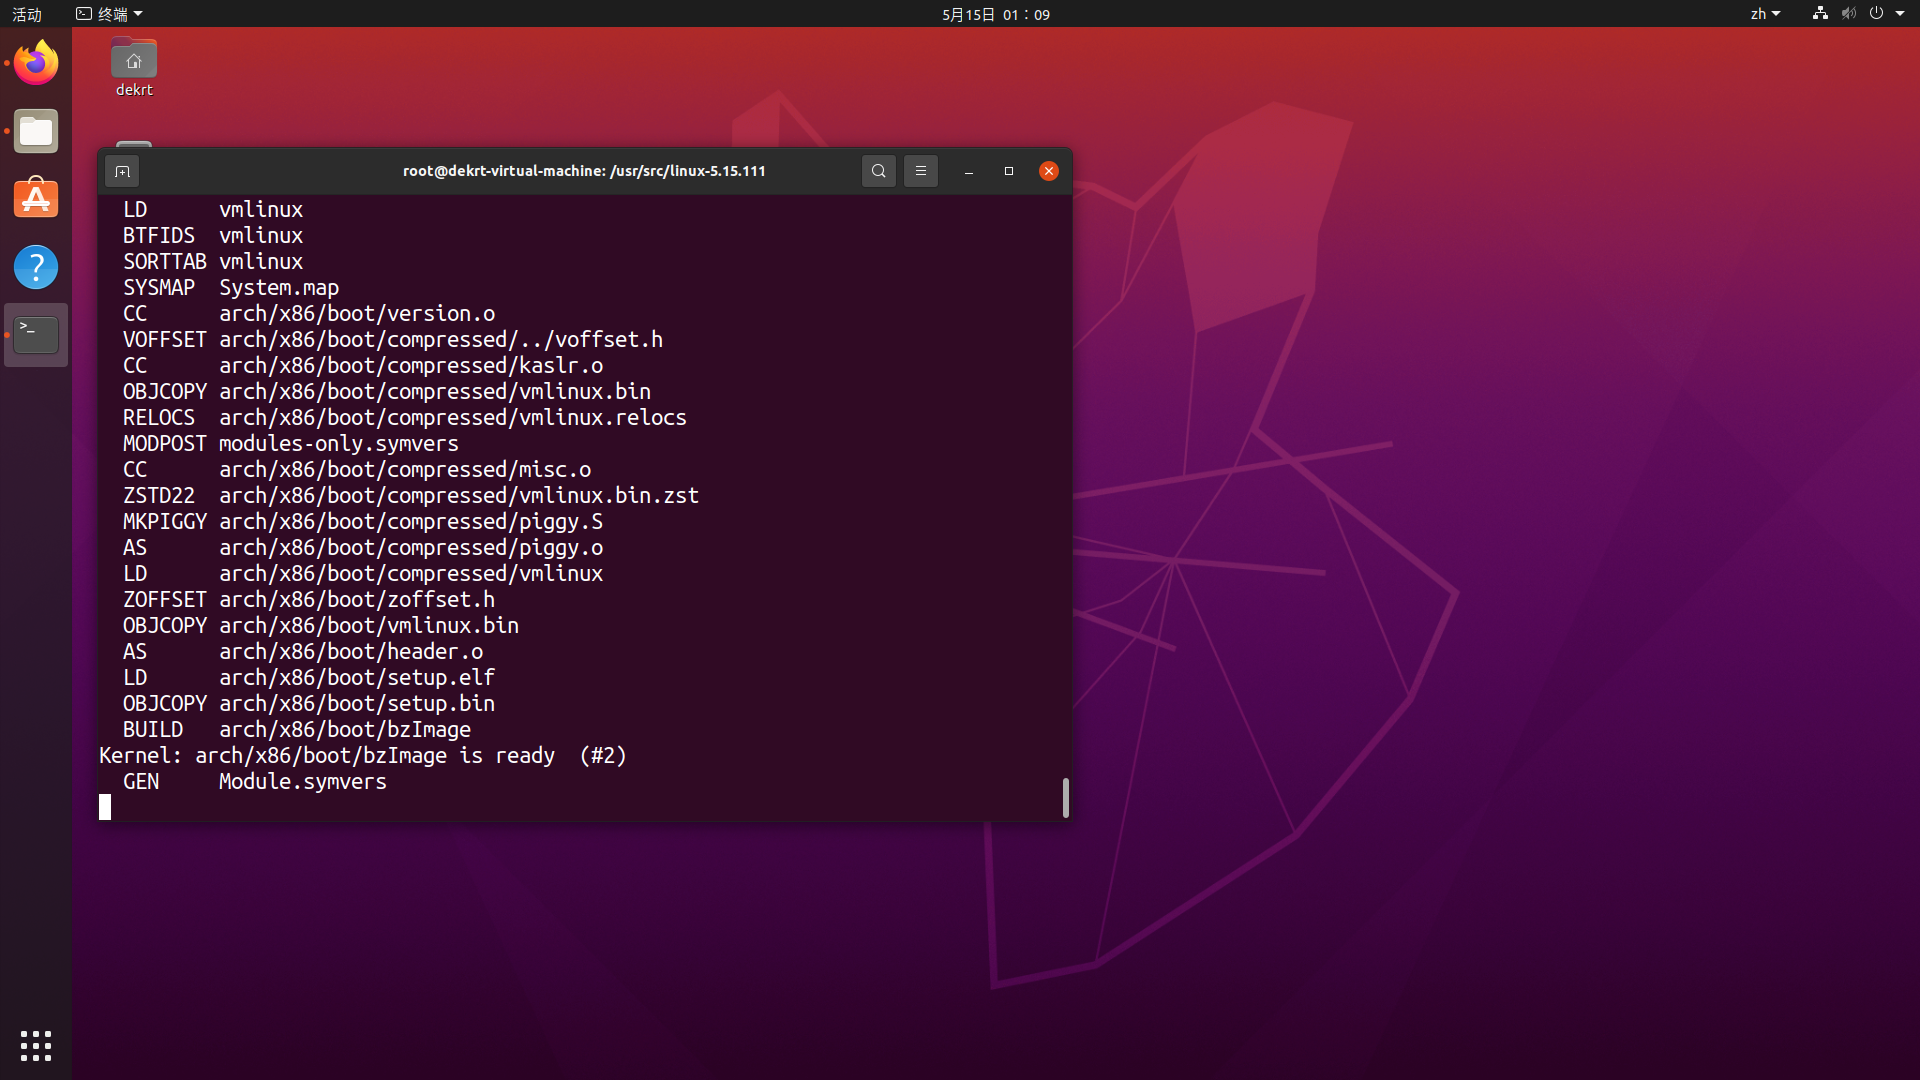 活动
终端
5月15日 01：09
zh
dekrt
root@dekrt-virtual-machine: /usr/src/linux-5.15.111
LD vmlinux
BTFIDS vmlinux
SORTTAB vmlinux
SYSMAP System.map
CC arch/x86/boot/version.o
VOFFSET arch/x86/boot/compressed/../voffset.h
CC arch/x86/boot/compressed/kaslr.o
OBJCOPY arch/x86/boot/compressed/vmlinux.bin
RELOCS arch/x86/boot/compressed/vmlinux.relocs
MODPOST modules-only.symvers
CC arch/x86/boot/compressed/misc.o
ZSTD22 arch/x86/boot/compressed/vmlinux.bin.zst
MKPIGGY arch/x86/boot/compressed/piggy.S
AS arch/x86/boot/compressed/piggy.o
LD arch/x86/boot/compressed/vmlinux
ZOFFSET arch/x86/boot/zoffset.h
OBJCOPY arch/x86/boot/vmlinux.bin
AS arch/x86/boot/header.o
LD arch/x86/boot/setup.elf
OBJCOPY arch/x86/boot/setup.bin
BUILD arch/x86/boot/bzImage
Kernel: arch/x86/boot/bzImage is ready (#2)
GEN Module.symvers